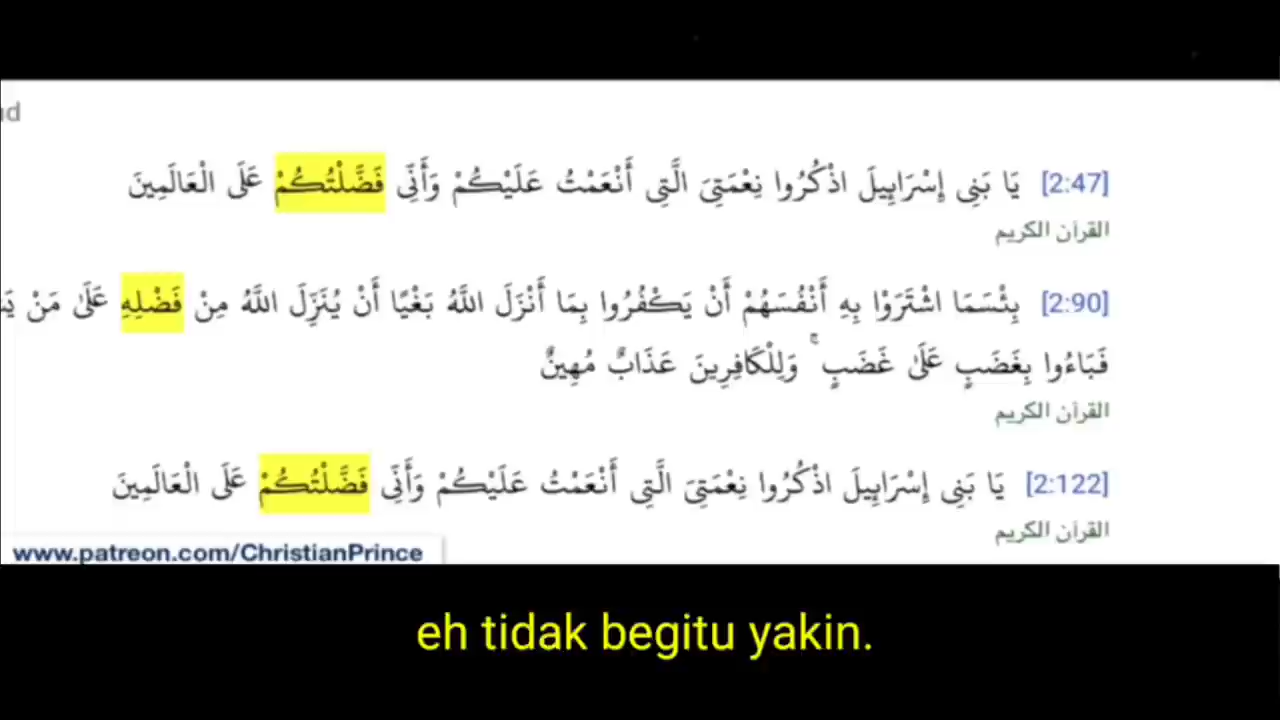 [2:47] يَا بَنِى إِسْرَابِيلَ اذْكُرُوا نِعْمَتِىَ الَّتِى أَنْعَمْتُ عَلَيْكُمْ وَأَنِّى فَضَّلْتُكُمْ عَلَى الْعَالَمِينَ
القرآن الكريم
[2:90] بِئْسَمَا اشْتَرَوْا بِهِ أَنْفُسَهُمْ أَنْ يَكْفُرُوا بِمَا أَنْزَلَ اللَّهُ بَغْيًا أَنْ يُنَزِّلَ اللَّهُ مِنْ فَضْلِهِ عَلَىٰ مَنْ
فَبَاءُوا بِغَضَبٍ عَلَىٰ غَضَبٍ ۚ وَلِلْكَافِرِينَ عَذَابٌ مُهِينٌ
القرآن الكريم
[2:122] يَا بَنِى إِسْرَابِيلَ اذْكُرُوا نِعْمَتِىَ الَّتِى أَنْعَمْتُ عَلَيْكُمْ وَأَنِّى فَضَّلْتُكُمْ عَلَى الْعَالَمِينَ
القرآن الكريم
www.patreon.com/ChristianPrince
eh tidak begitu yakin.